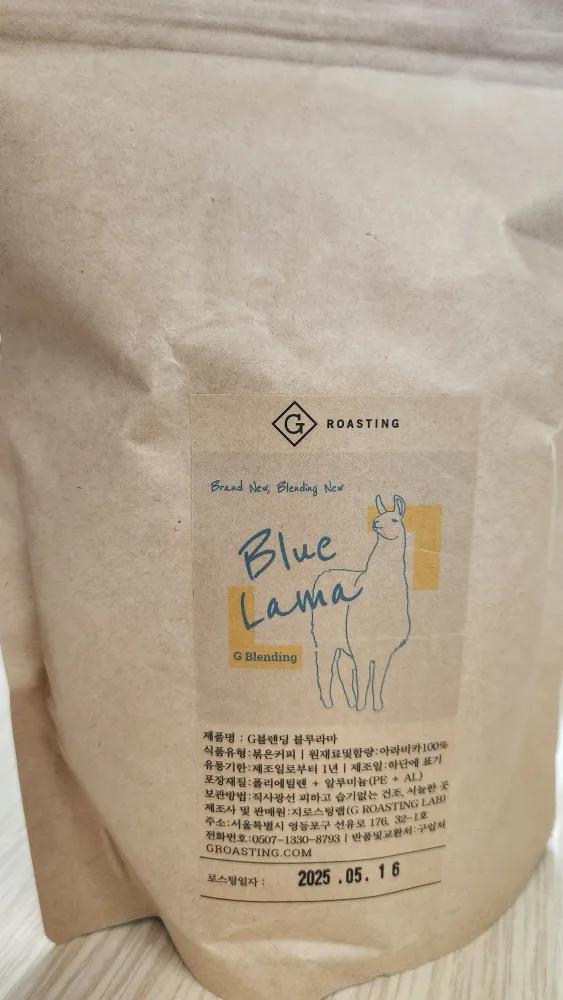 G ROASTING
Brand New, Blending New
Blue
Lama
G Blending
제품명 : G블렌딩 블루라마
식품유형:볶은커피 | 원재료및함량:아라비카100%
유통기한:제조일로부터 1년 | 제조일:하단에 표기
포장재질:폴리에틸렌 + 알루미늄(PE + AL)
보관방법:직사광선 피하고 습기없는 건조, 서늘한 곳
제조사 및 판매원:지로스팅랩(G ROASTING LAB)
주소:서울특별시 영등포구 선유로 176, 32-1호
전화번호:0507-1330-8793 | 반품및교환처:구입처
GROASTING.COM
로스팅일자 : 2025 .05. 1 6